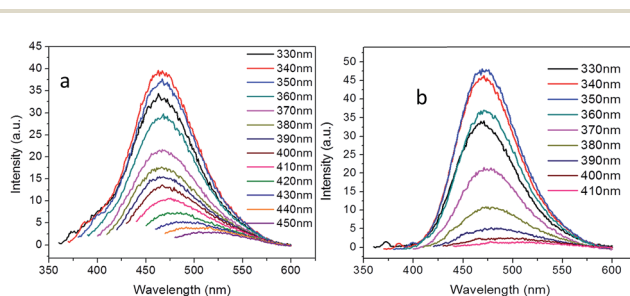 a
45
40
35
30
25
20
15
10
5
0
Intensity (a.u.)
350 400 450 500 550 600
Wavelength (nm)
330nm
340nm
350nm
360nm
370nm
380nm
390nm
400nm
410nm
420nm
430nm
440nm
450nm
b
50
45
40
35
30
25
20
15
10
5
0
Intensity (a.u.)
350 400 450 500 550 600
Wavelength (nm)
330nm
340nm
350nm
360nm
370nm
380nm
390nm
400nm
410nm